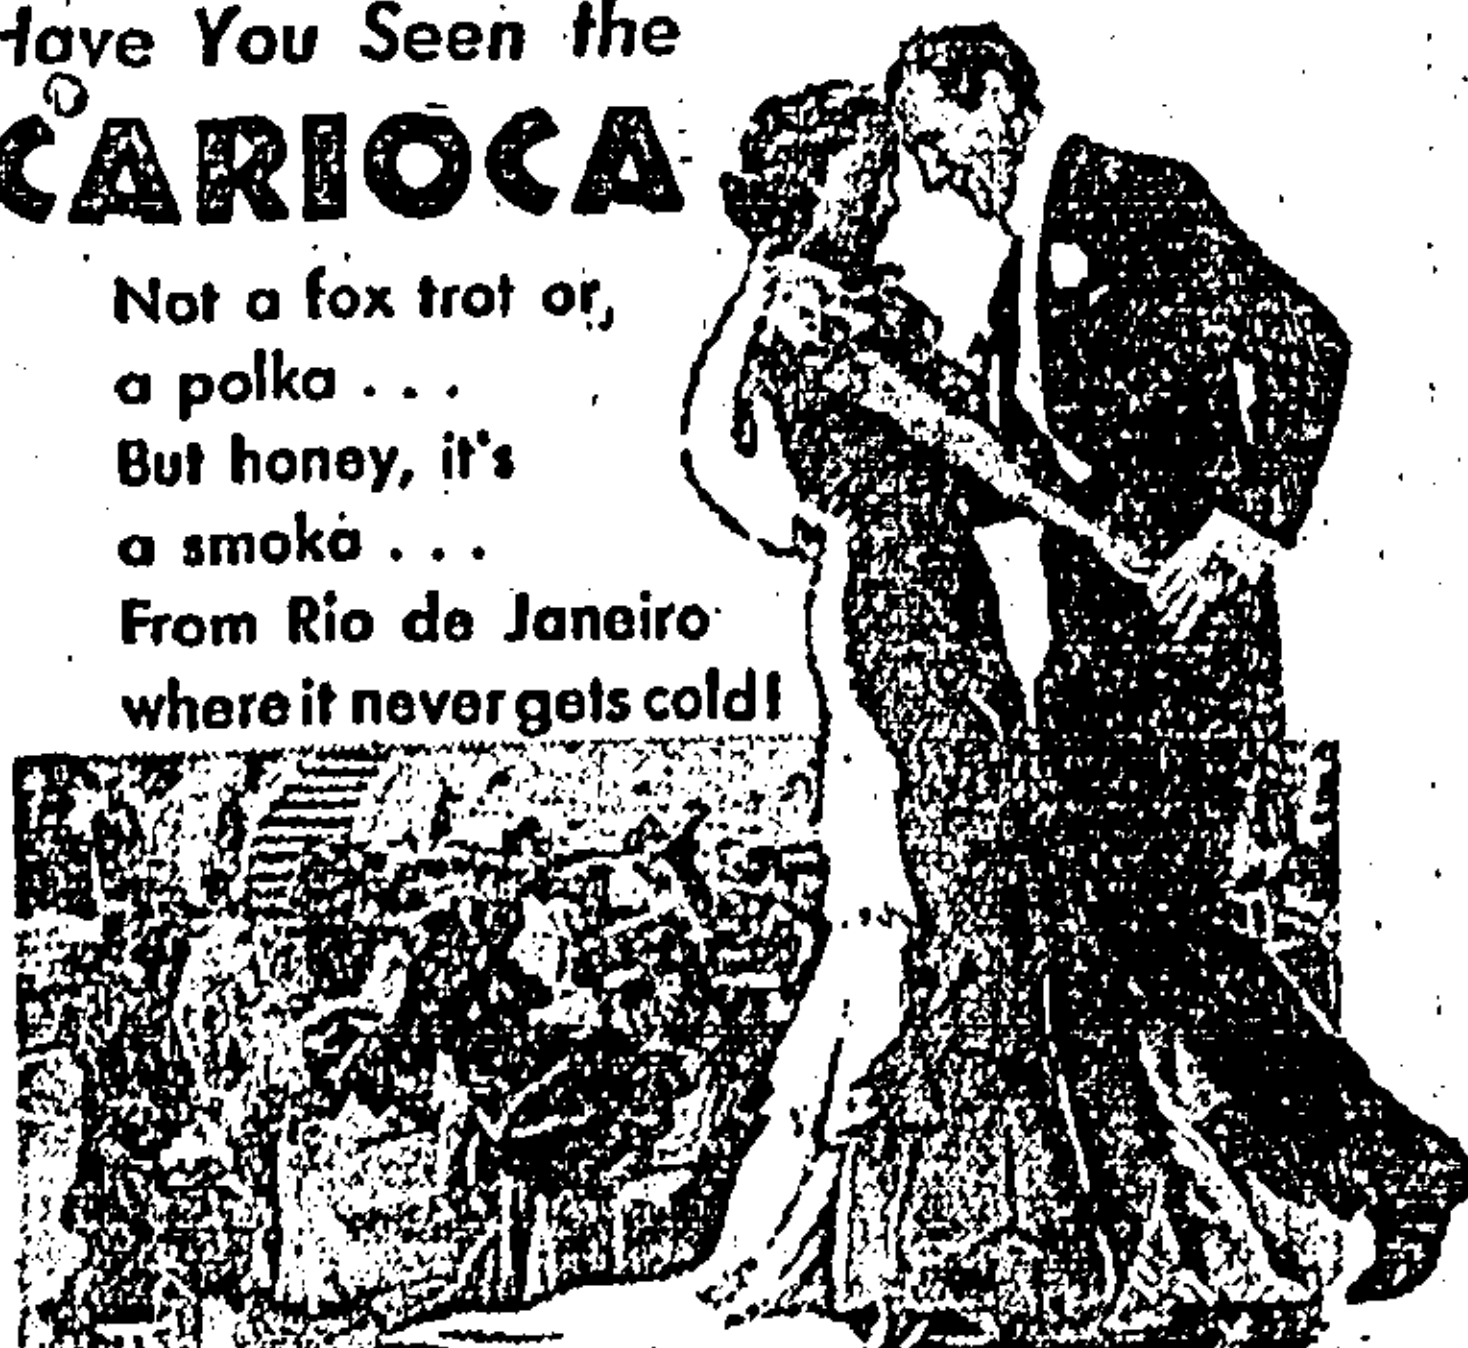 Have You Seen the
CARIOCA
Not a fox trot or,
a polka . . .
But honey, it's
a smoka . . .
From Rio de Janeiro
where it never gets cold!